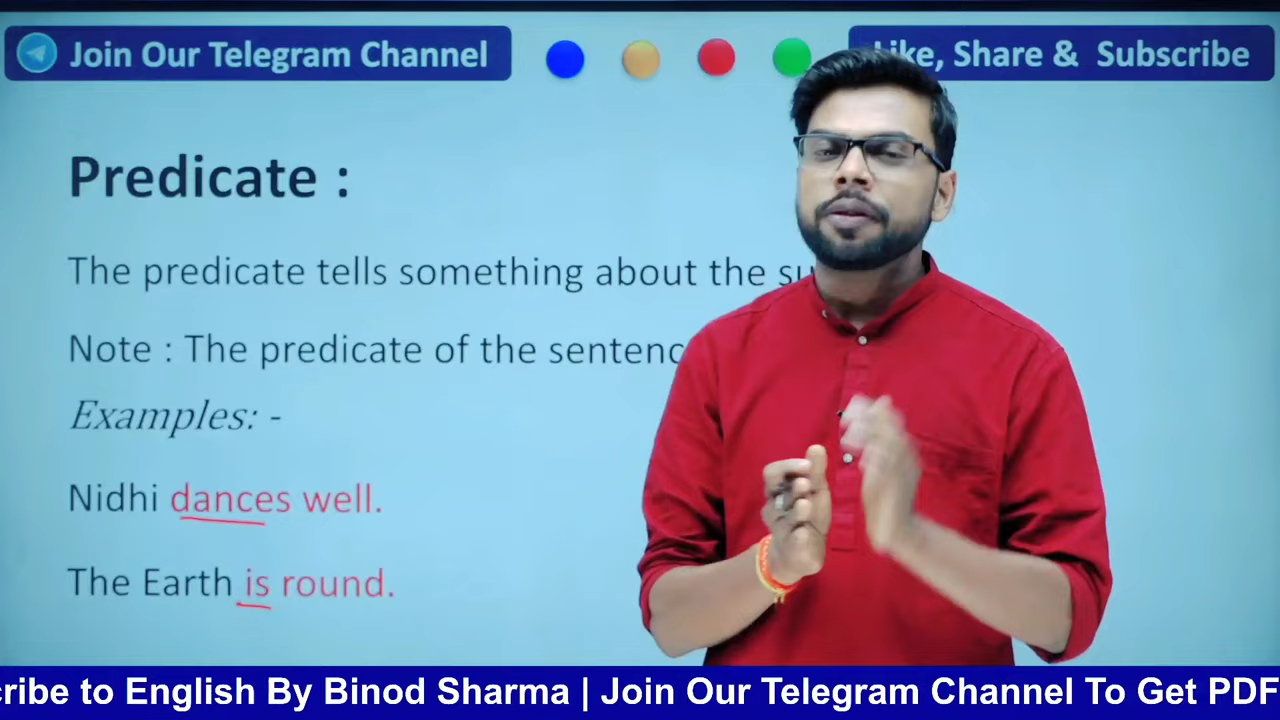 Join Our Telegram Channel
Like, Share & Subscribe
Predicate :
The predicate tells something about the
Note : The predicate of the
Examples: -
Nidhi dances well.
The Earth is round.
to English By Binod Sharma | Join Our Telegram Channel To Get PDF